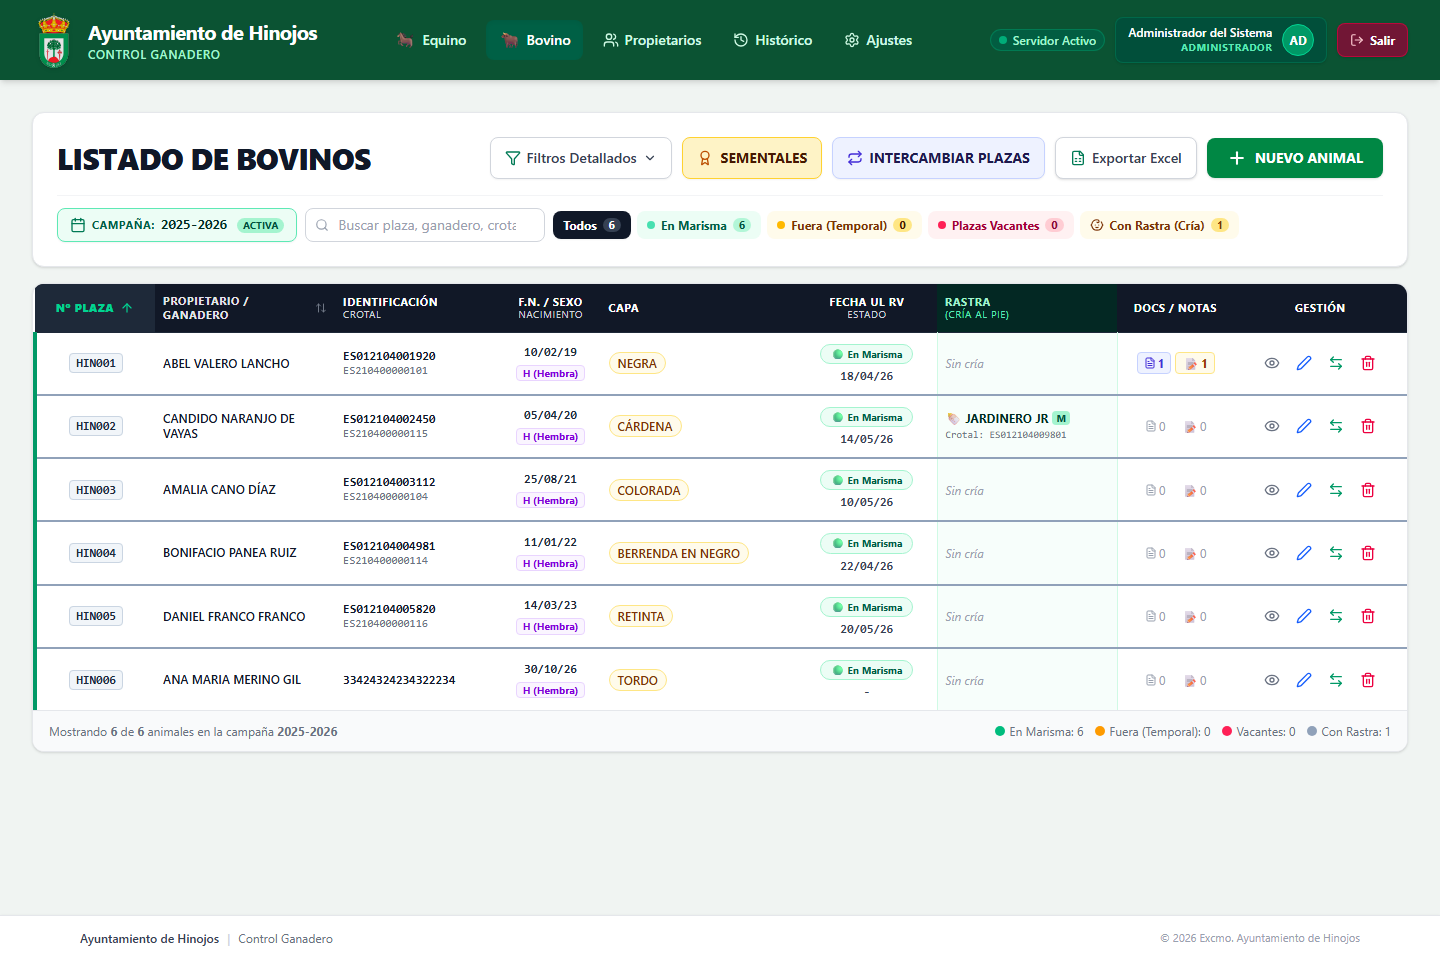 Ayuntamiento de Hinojos
CONTROL GANADERO
Equino
Bovino
Propietarios
Histórico
Ajustes
Servidor Activo
Administrador del Sistema
ADMINISTRADOR
AD
Salir
LISTADO DE BOVINOS
Filtros Detallados
SEMENTALES
INTERCAMBIAR PLAZAS
Exportar Excel
NUEVO ANIMAL
CAMPAÑA: 2025-2026 ACTIVA
Buscar plaza, ganadero, crota
Todos 6
En Marisma 6
Fuera (Temporal) 0
Plazas Vacantes 0
Con Rastra (Cría) 1
Nº PLAZA
PROPIETARIO /
GANADERO
IDENTIFICACIÓN
CROTAL
F.N. / SEXO
NACIMIENTO
CAPA
FECHA UL RV
ESTADO
RASTRA
(CRÍA AL PIE)
DOCS / NOTAS
GESTIÓN
HIN001
ABEL VALERO LANCHO
ES012104001920
ES210400000101
10/02/19
H (Hembra)
NEGRA
En Marisma
18/04/26
Sin cría
1
1
HIN002
CANDIDO NARANJO DE
VAYAS
ES012104002450
ES210400000115
05/04/20
H (Hembra)
CÁRDENA
En Marisma
14/05/26
JARDINERO JR M
Crotal: ES012104009801
0
0
HIN003
AMALIA CANO DÍAZ
ES012104003112
ES210400000104
25/08/21
H (Hembra)
COLORADA
En Marisma
10/05/26
Sin cría
0
0
HIN004
BONIFACIO PANEA RUIZ
ES012104004981
ES210400000114
11/01/22
H (Hembra)
BERRENDA EN NEGRO
En Marisma
22/04/26
Sin cría
0
0
HIN005
DANIEL FRANCO FRANCO
ES012104005820
ES210400000116
14/03/23
H (Hembra)
RETINTA
En Marisma
20/05/26
Sin cría
0
0
HIN006
ANA MARIA MERINO GIL
33424324234322234
30/10/26
H (Hembra)
TORDO
En Marisma
-
Sin cría
0
0
Mostrando 6 de 6 animales en la campaña 2025-2026
En Marisma: 6
Fuera (Temporal): 0
Vacantes: 0
Con Rastra: 1
Ayuntamiento de Hinojos | Control Ganadero
© 2026 Excmo. Ayuntamiento de Hinojos